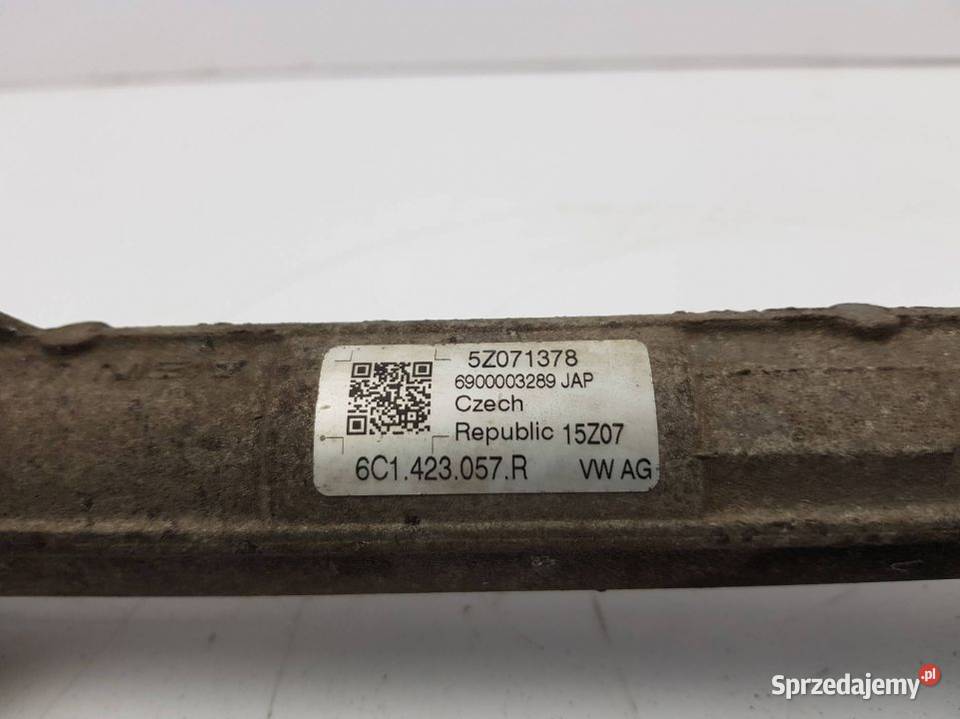 5Z071378
6900003289 JAP
Czech
Republic 15Z07
6C1.423.057.R VW AG
Sprzedajemy.pl